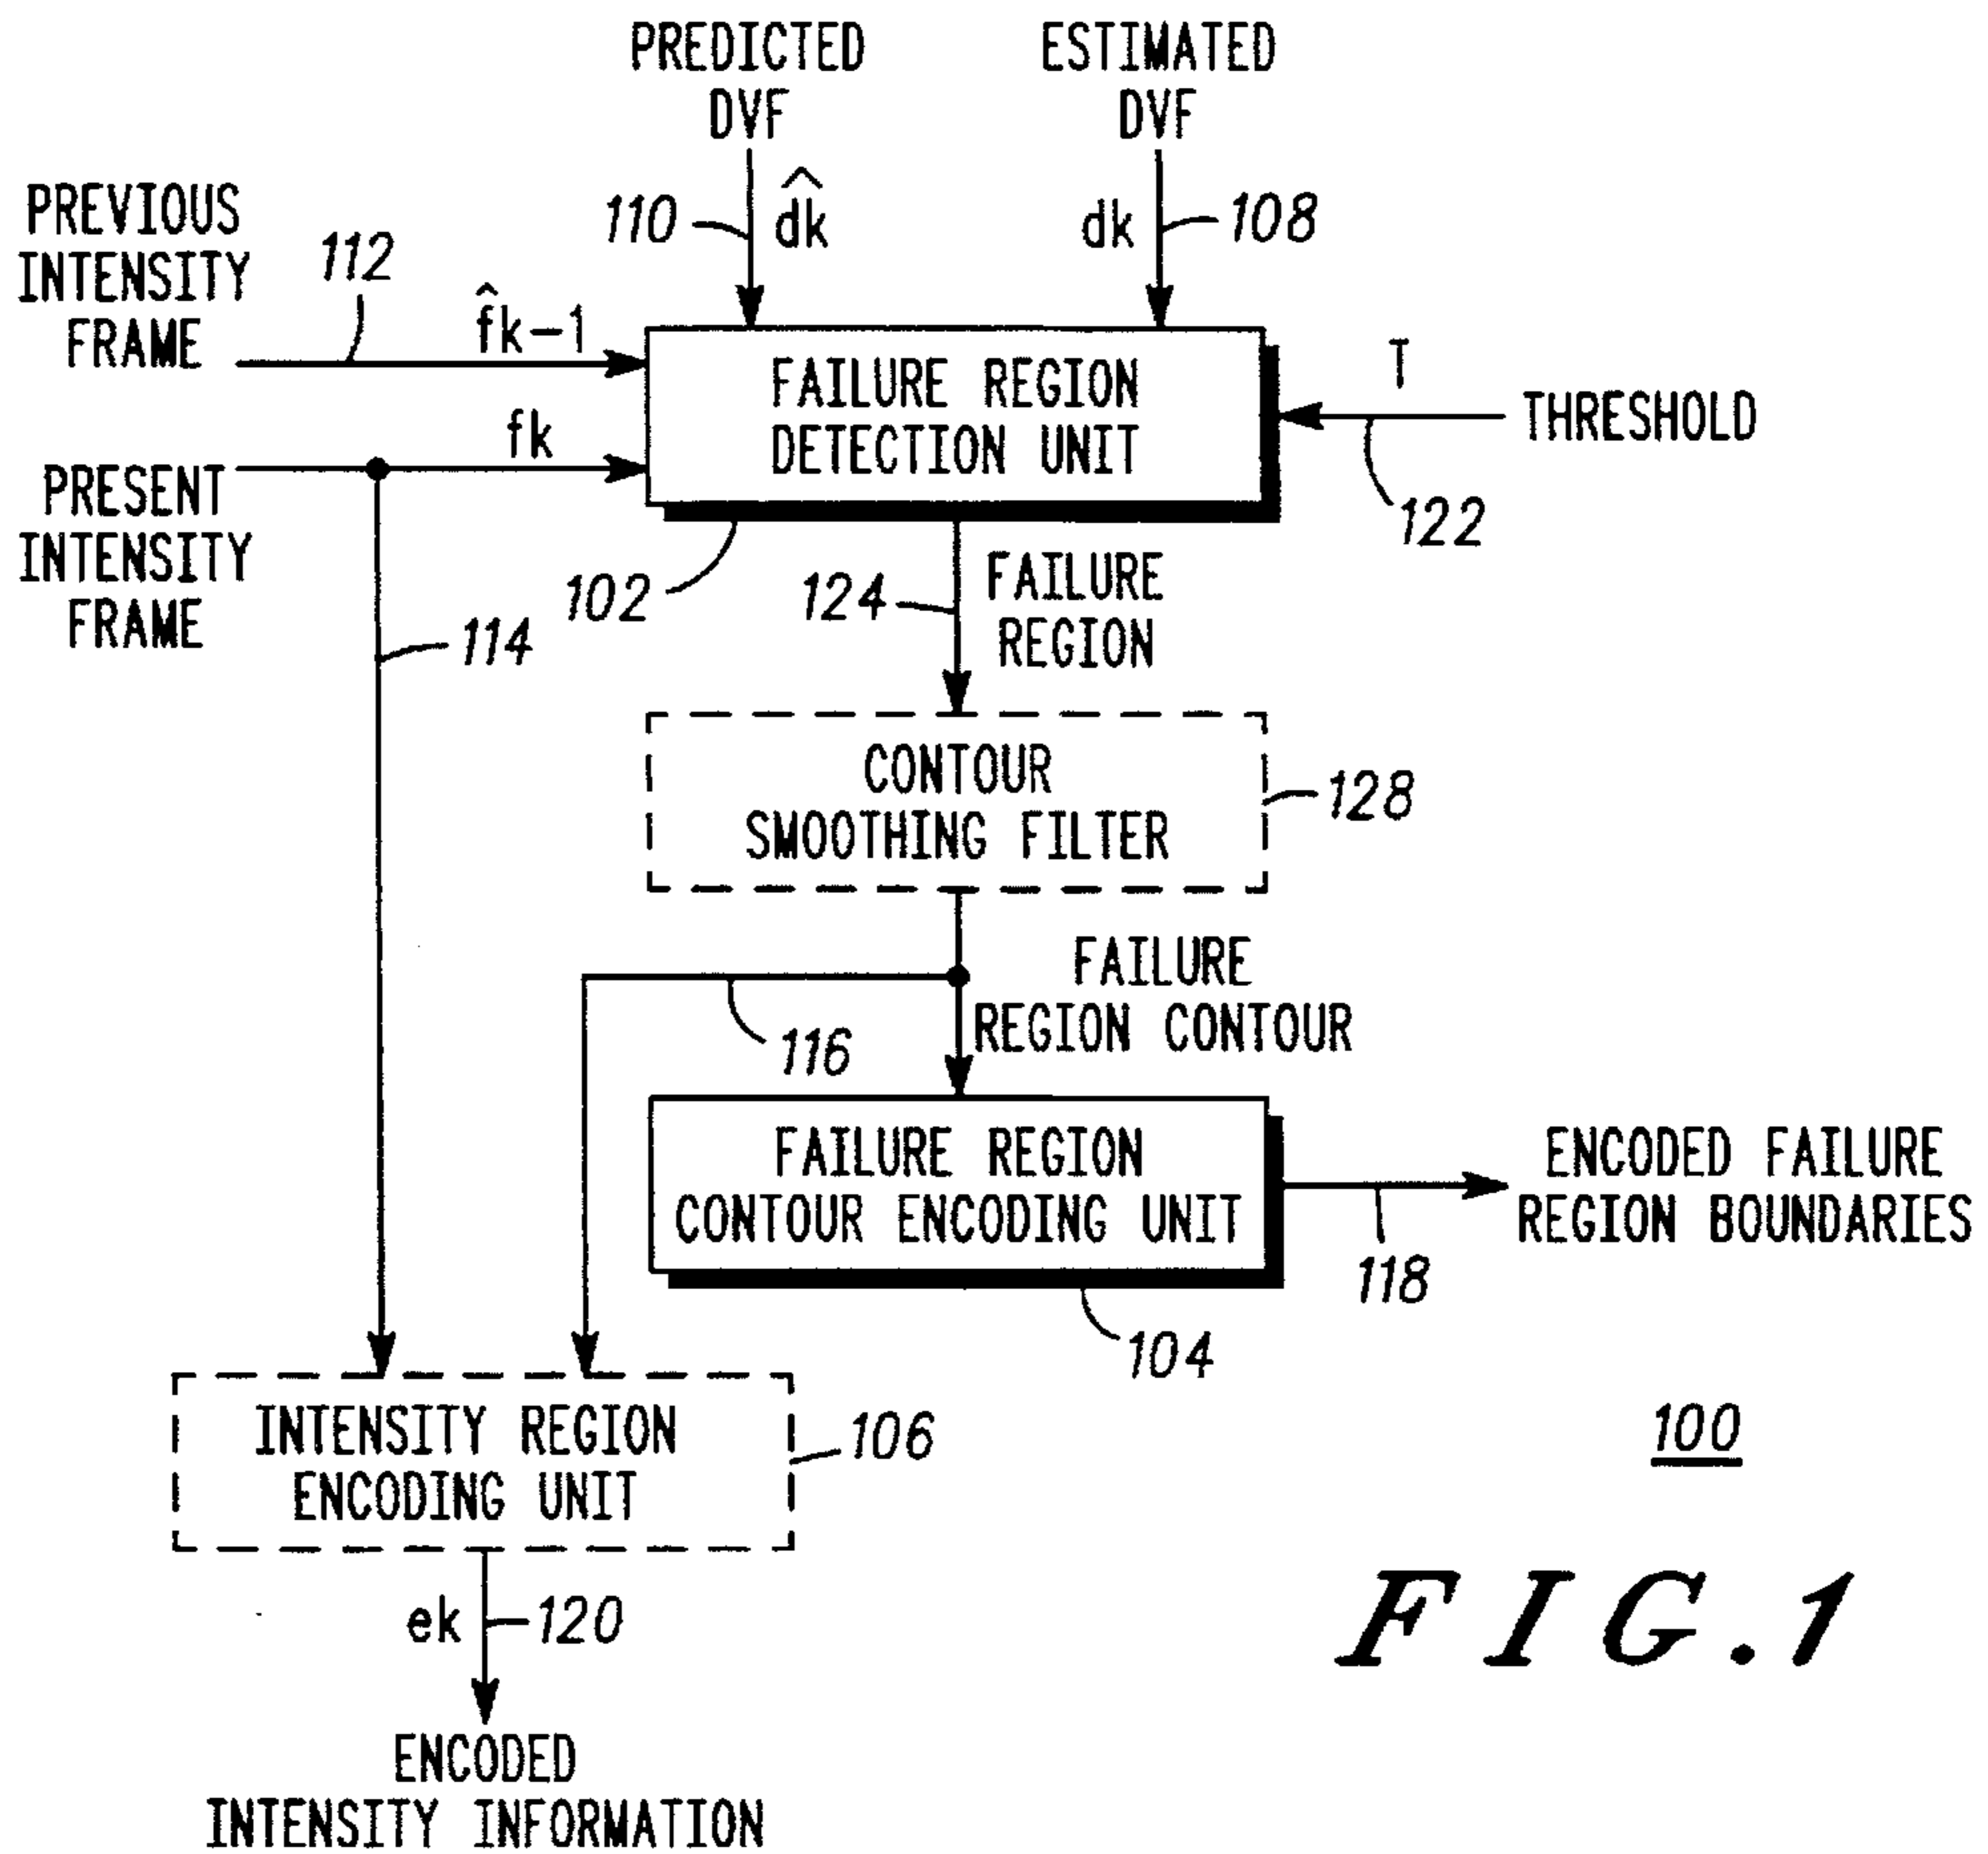 PREDICTED
DVF
ESTIMATED
DVF
PREVIOUS
INTENSITY
FRAME
112
110
d̂k
dk
108
f̂k-1
fk
PRESENT
INTENSITY
FRAME
FAILURE REGION
DETECTION UNIT
T
THRESHOLD
122
102
124
FAILURE
REGION
114
CONTOUR
SMOOTHING FILTER
128
FAILURE
REGION CONTOUR
116
FAILURE REGION
CONTOUR ENCODING UNIT
ENCODED FAILURE
REGION BOUNDARIES
118
104
INTENSITY REGION
ENCODING UNIT
106
100
ek
120
ENCODED
INTENSITY INFORMATION
FIG.1